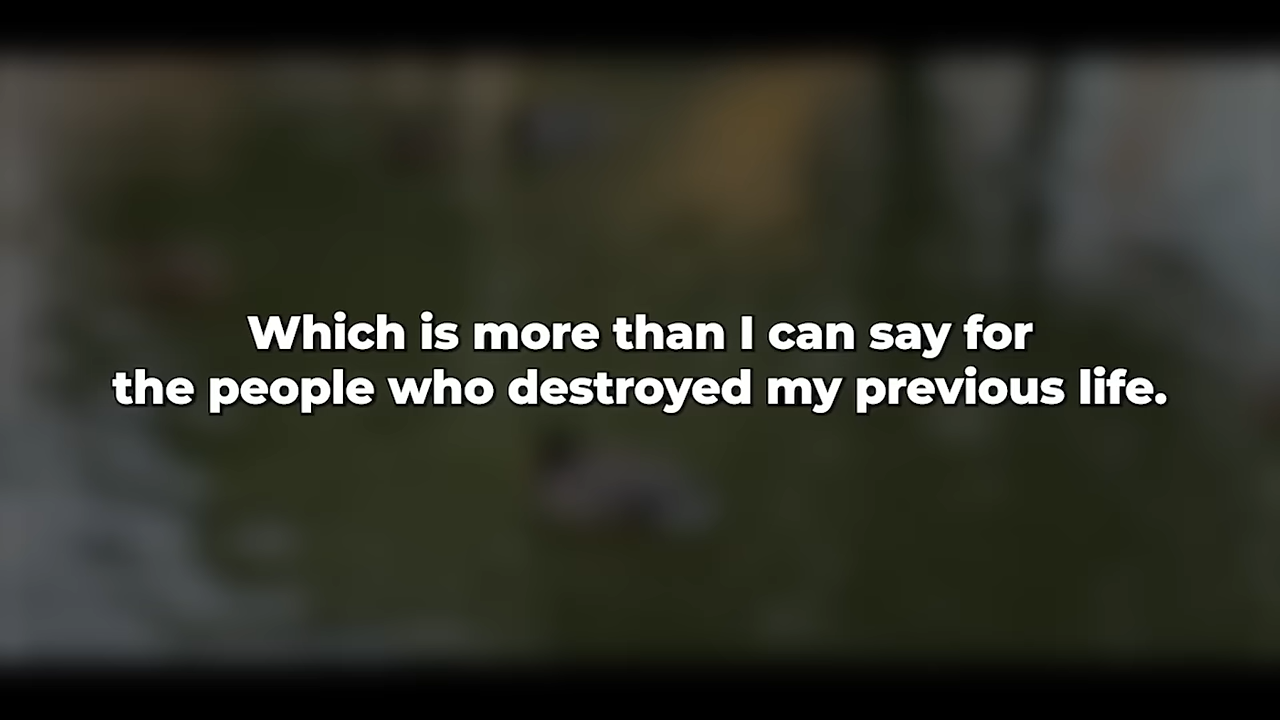 Which is more than I can say for
the people who destroyed my previous life.